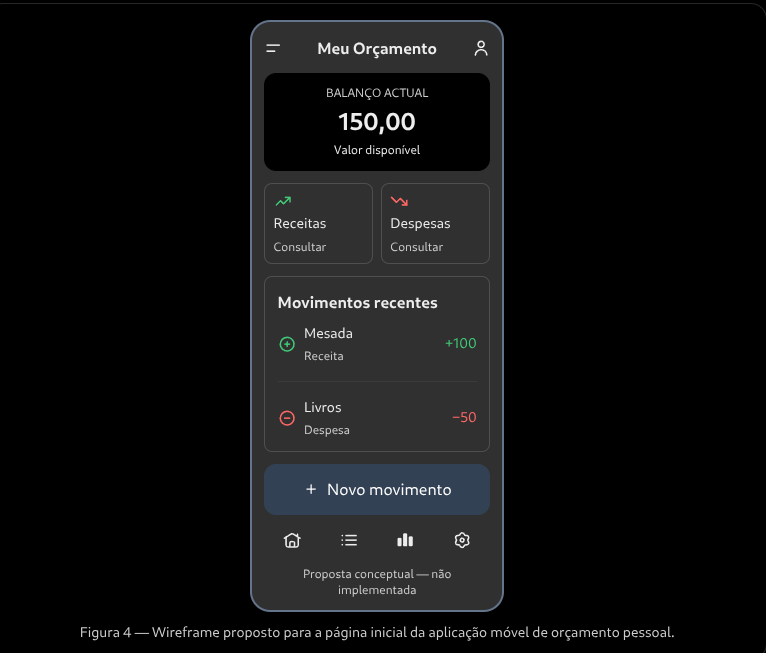 Meu Orçamento
BALANÇO ACTUAL
150,00
Valor disponível
Receitas
Consultar
Despesas
Consultar
Movimentos recentes
Mesada
Receita
+100
Livros
Despesa
−50
+ Novo movimento
Proposta conceptual — não
implementada
Figura 4 — Wireframe proposto para a página inicial da aplicação móvel de orçamento pessoal.